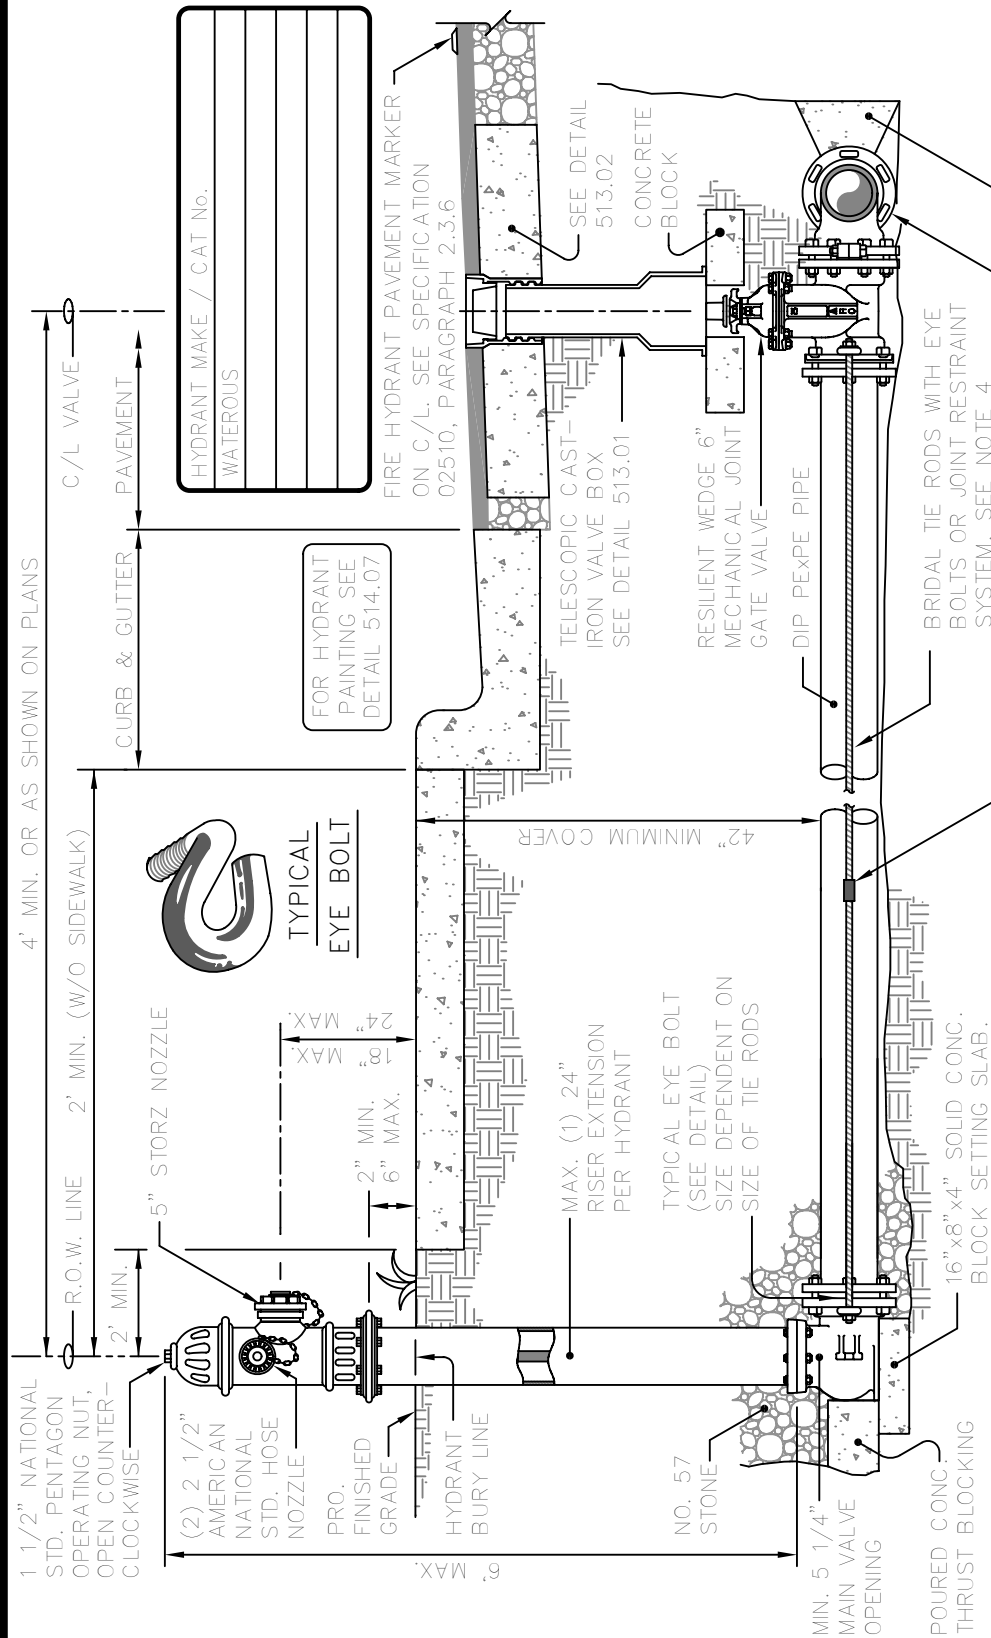 4' MIN. OR AS SHOWN ON PLANS
C/L VALVE
R.O.W. LINE
2' MIN. (W/O SIDEWALK)
CURB & GUTTER
PAVEMENT
2' MIN.
1 1/2" NATIONAL
STD. PENTAGON
OPERATING NUT,
OPEN COUNTER-
CLOCKWISE
5" STORZ NOZZLE
TYPICAL
EYE BOLT
HYDRANT MAKE / CAT No.
WATEROUS
FOR HYDRANT
PAINTING SEE
DETAIL 514.07
FIRE HYDRANT PAVEMENT MARKER
ON C/L. SEE SPECIFICATION
02510, PARAGRAPH 2.3.6
(2) 2 1/2"
AMERICAN
NATIONAL
STD. HOSE
NOZZLE
18" MAX.
24" MAX.
2" MIN.
6" MAX.
PRO.
FINISHED
GRADE
HYDRANT
BURY LINE
6' MAX.
42" MINIMUM COVER
MAX. (1) 24"
RISER EXTENSION
PER HYDRANT
TELESCOPIC CAST-
IRON VALVE BOX
SEE DETAIL 513.01
SEE DETAIL
513.02
CONCRETE
BLOCK
NO. 57
STONE
TYPICAL EYE BOLT
(SEE DETAIL)
SIZE DEPENDENT ON
SIZE OF TIE RODS
RESILIENT WEDGE 6"
MECHANICAL JOINT
GATE VALVE
DIP PExPE PIPE
MIN. 5 1/4"
MAIN VALVE
OPENING
POURED CONC.
THRUST BLOCKING
16"x8"x4" SOLID CONC.
BLOCK SETTING SLAB.
BRIDAL TIE RODS WITH EYE
BOLTS OR JOINT RESTRAINT
SYSTEM. SEE NOTE 4